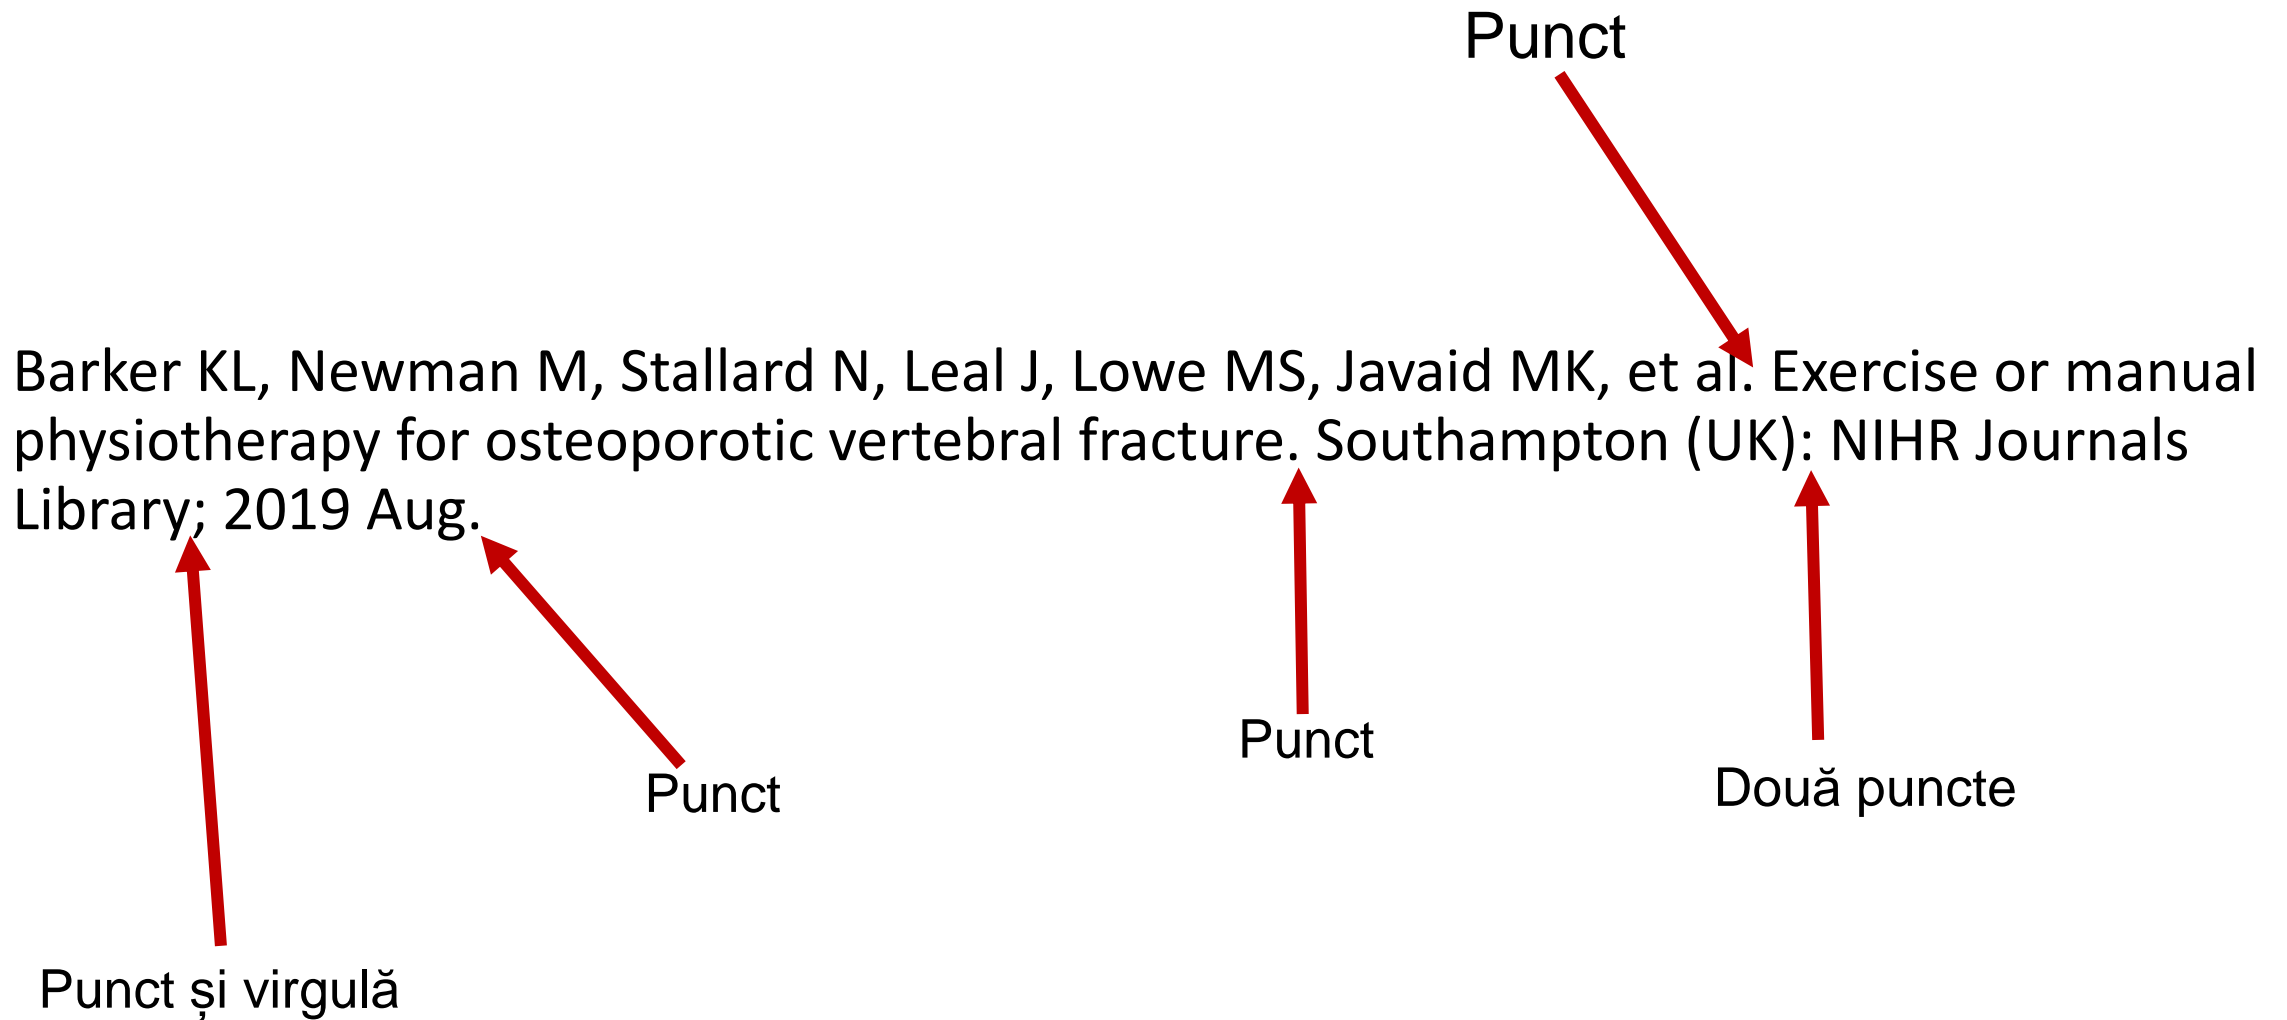 Punct
Barker KL, Newman M, Stallard N, Leal J, Lowe MS, Javaid MK, et al. Exercise or manual
physiotherapy for osteoporotic vertebral fracture. Southampton (UK): NIHR Journals
Library; 2019 Aug.
Punct
Punct
Două puncte
Punct și virgulă